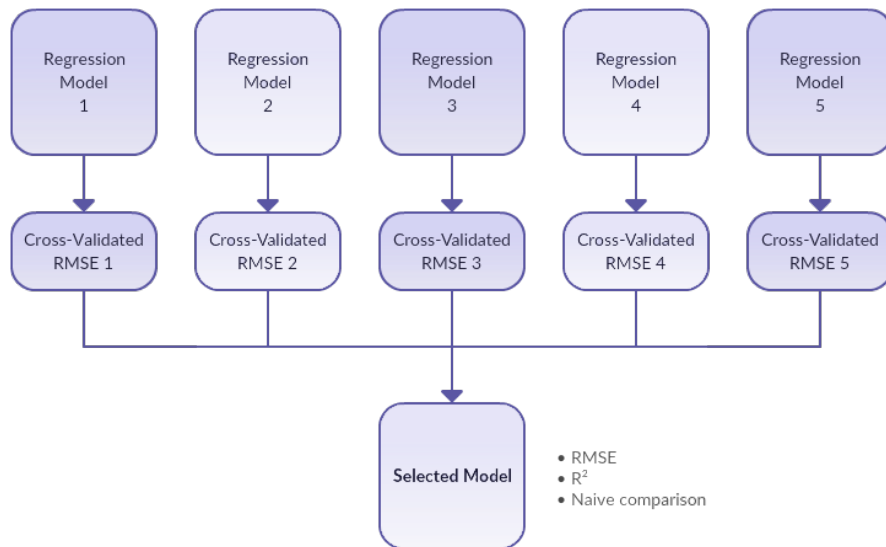 Regression
Model
1
Regression
Model
2
Regression
Model
3
Regression
Model
4
Regression
Model
5
Cross-Validated
RMSE 1
Cross-Validated
RMSE 2
Cross-Validated
RMSE 3
Cross-Validated
RMSE 4
Cross-Validated
RMSE 5
Selected Model
• RMSE
• R²
• Naive comparison